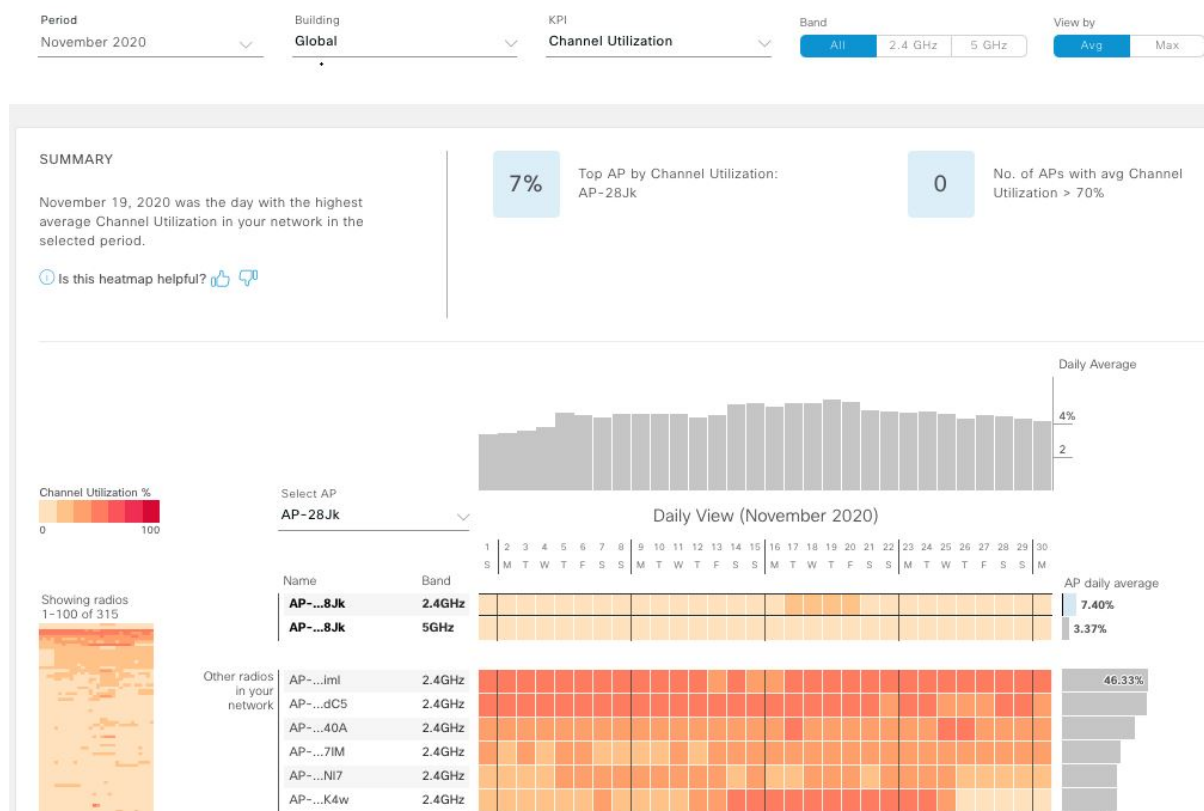 Period
November 2020
Building
Global
KPI
Channel Utilization
Band
All 2.4 GHz 5 GHz
View by
Avg Max
SUMMARY
November 19, 2020 was the day with the highest
average Channel Utilization in your network in the
selected period.
Is this heatmap helpful?
7%
Top AP by Channel Utilization:
AP-28Jk
0
No. of APs with avg Channel
Utilization > 70%
Daily Average
4%
2
Channel Utilization %
0 100
Select AP
AP-28Jk
Daily View (November 2020)
1 2 3 4 5 6 7 8 9 10 11 12 13 14 15 16 17 18 19 20 21 22 23 24 25 26 27 28 29 30
S M T W T F S S M T W T F S S M T W T F S S M T W T F S S M
Name Band
AP daily average
Showing radios
1-100 of 315
AP-...8Jk 2.4GHz 7.40%
AP-...8Jk 5GHz 3.37%
Other radios
in your
network
AP-...iml 2.4GHz 46.33%
AP-...dC5 2.4GHz
AP-...40A 2.4GHz
AP-...7IM 2.4GHz
AP-...NI7 2.4GHz
AP-...K4w 2.4GHz